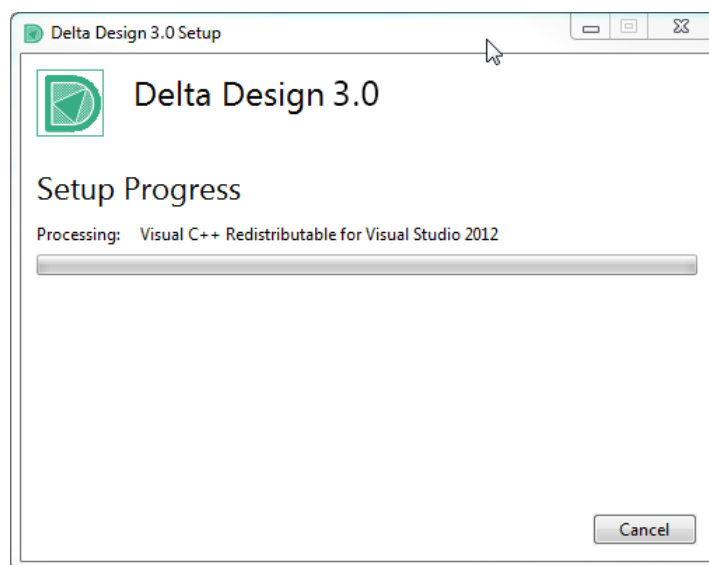 Delta Design 3.0 Setup
Delta Design 3.0
Setup Progress
Processing: Visual C++ Redistributable for Visual Studio 2012
Cancel